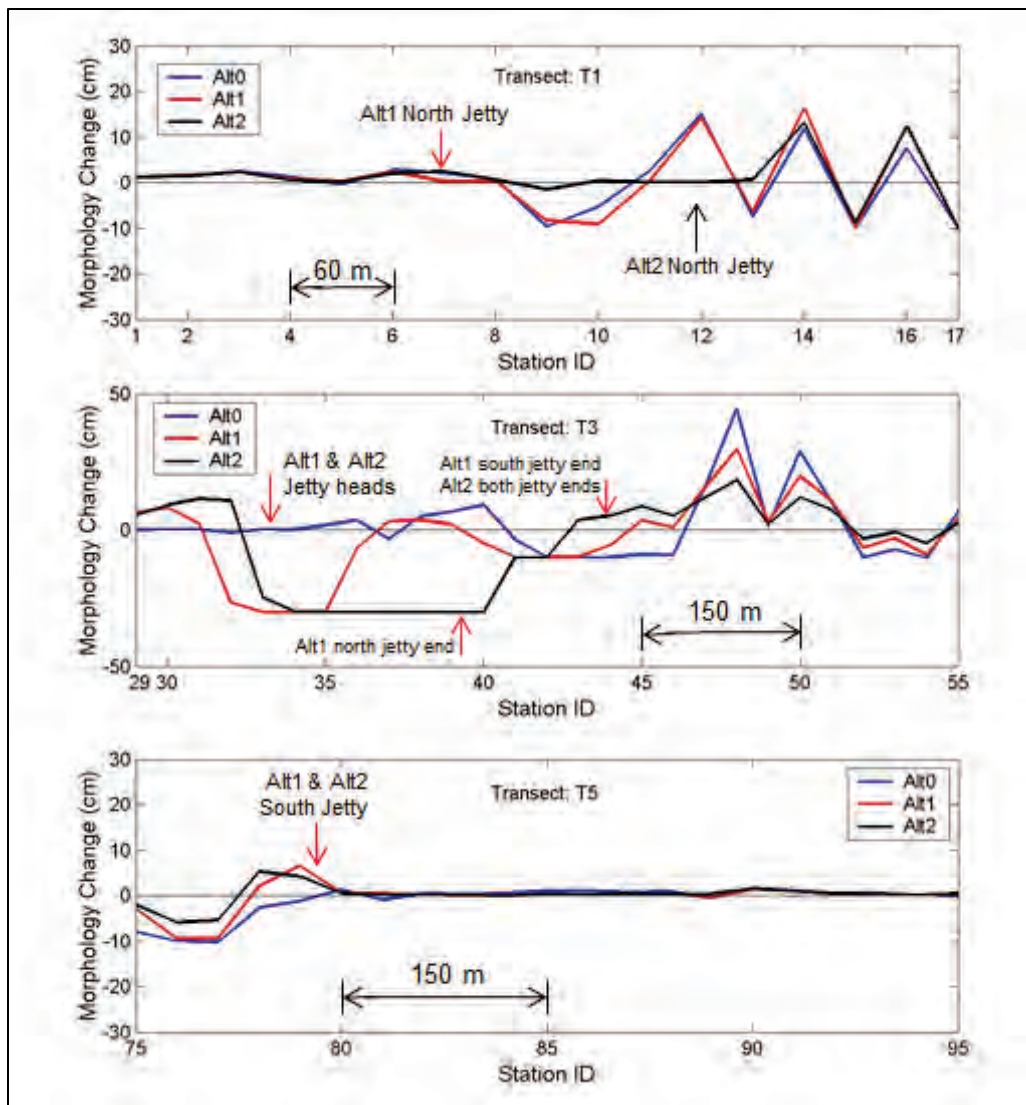 30
20
10
0
-10
-20
-30
Morphology Change (cm)
Alt0
Alt1
Alt2
Transect: T1
Alt1 North Jetty
Alt2 North Jetty
60 m
1 2 4 6 8 10 12 14 16 17
Station ID
50
0
-50
Morphology Change (cm)
Alt0
Alt1
Alt2
Transect: T3
Alt1 & Alt2
Jetty heads
Alt1 south jetty end
Alt2 both jetty ends
150 m
Alt1 north jetty end
29 30 35 40 45 50 55
Station ID
30
20
10
0
-10
-20
-30
Morphology Change (cm)
Alt1 & Alt2
South Jetty
Transect: T5
Alt0
Alt1
Alt2
150 m
75 80 85 90 95
Station ID